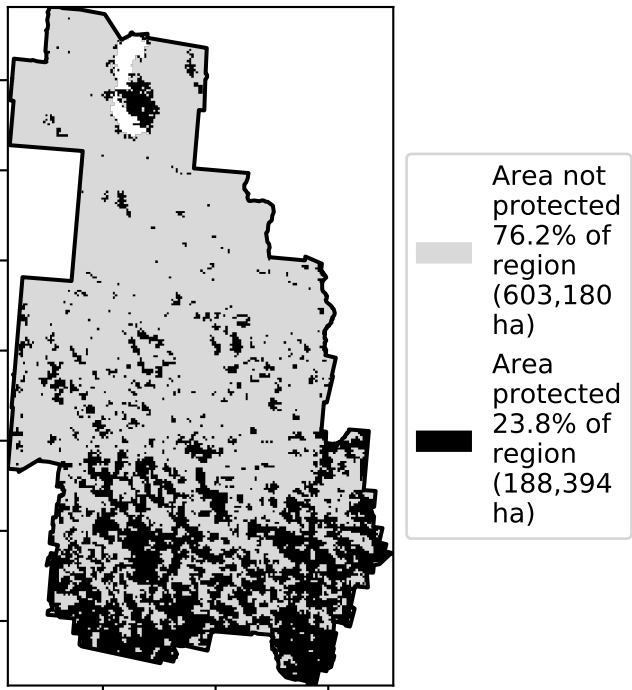 Area not
protected
76.2% of
region
(603,180
ha)
Area
protected
23.8% of
region
(188,394
ha)